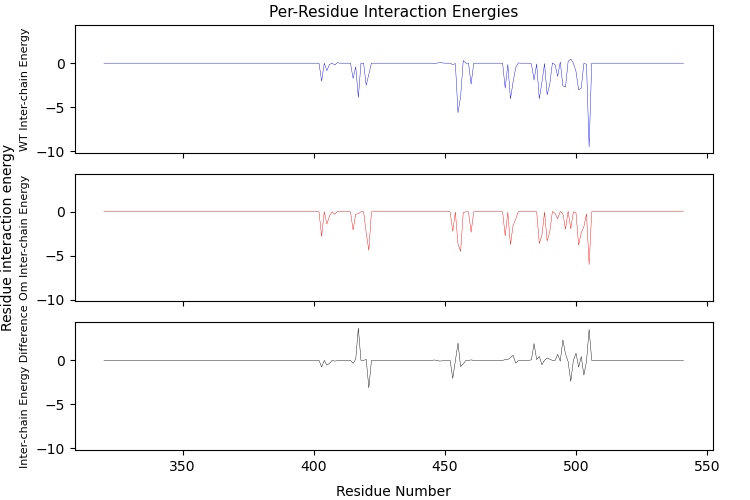 Per-Residue Interaction Energies
Residue interaction energy
WT Inter-chain Energy
0
−5
−10
Om Inter-chain Energy
0
−5
−10
Inter-chain Energy Difference
0
−5
−10
350
400
450
500
550
Residue Number